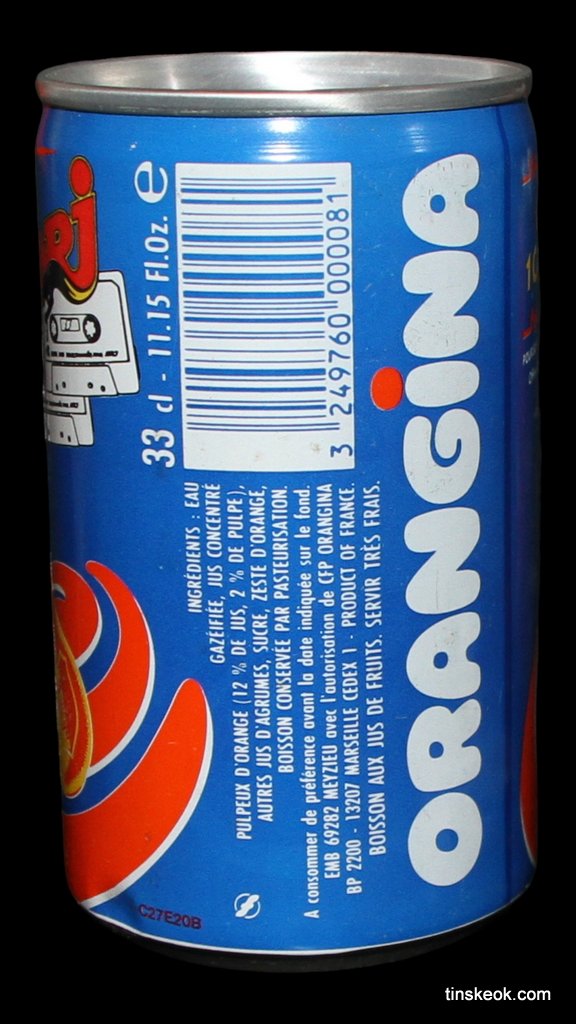 33 cl - 11.15 Fl.Oz. e
3 249760 000081
INGRÉDIENTS : EAU
GAZÉIFIÉE, JUS CONCENTRÉ
PULPEUX D'ORANGE (12 % DE JUS, 2 % DE PULPE),
AUTRES JUS D'AGRUMES, SUCRE, ZESTE D'ORANGE,
BOISSON CONSERVÉE PAR PASTEURISATION.
A consommer de préférence avant la date indiquée sur le fond.
EMB 69282 MEYZIEU avec l'autorisation de CFP ORANGINA
BP 2200 - 13207 MARSEILLE CEDEX 1 - PRODUCT OF FRANCE.
BOISSON AUX JUS DE FRUITS. SERVIR TRÈS FRAIS.
ORANGINA
C27E20B
tinskeok.com